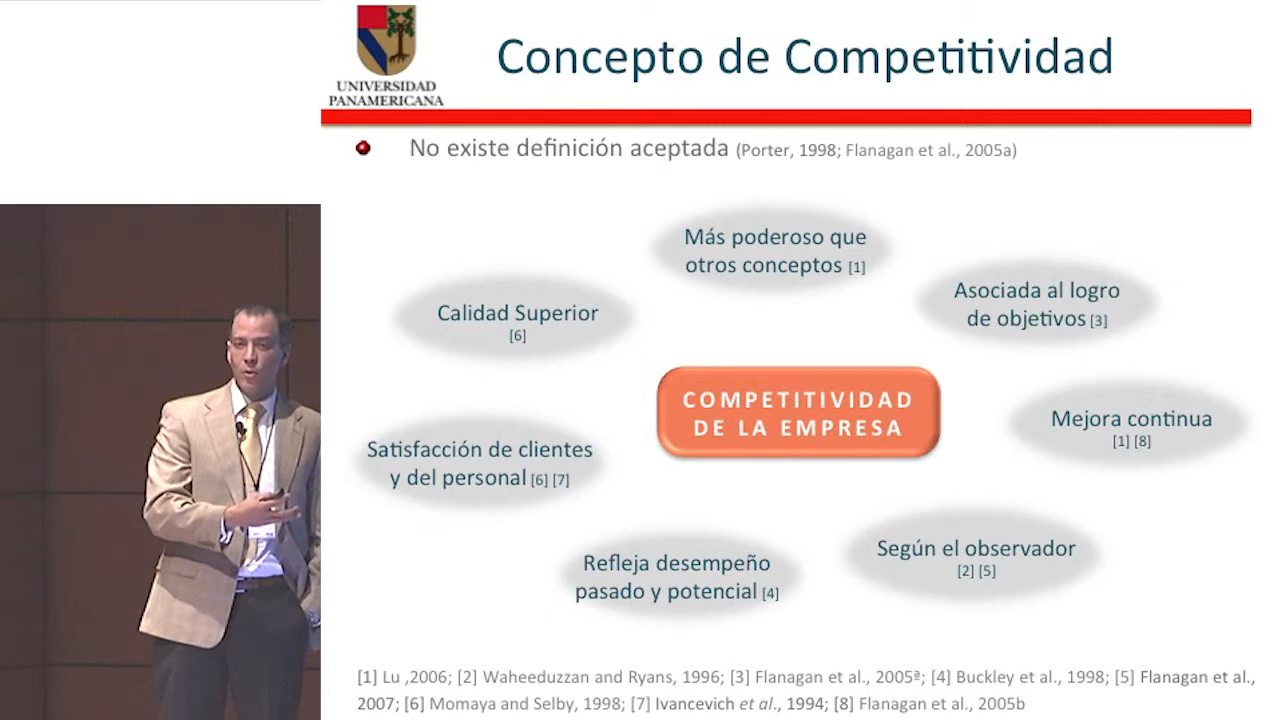 UNIVERSIDAD
PANAMERICANA
Concepto de Competitividad
No existe definición aceptada (Porter, 1998; Flanagan et al., 2005a)
Más poderoso que
otros conceptos [1]
Asociada al logro
de objetivos [3]
Calidad Superior
[6]
COMPETITIVIDAD
DE LA EMPRESA
Mejora continua
[1] [8]
Satisfacción de clientes
y del personal [6] [7]
Según el observador
[2] [5]
Refleja desempeño
pasado y potencial [4]
[1] Lu ,2006; [2] Waheeduzzan and Ryans, 1996; [3] Flanagan et al., 2005ª; [4] Buckley et al., 1998; [5] Flanagan et al.,
2007; [6] Momaya and Selby, 1998; [7] Ivancevich et al., 1994; [8] Flanagan et al., 2005b